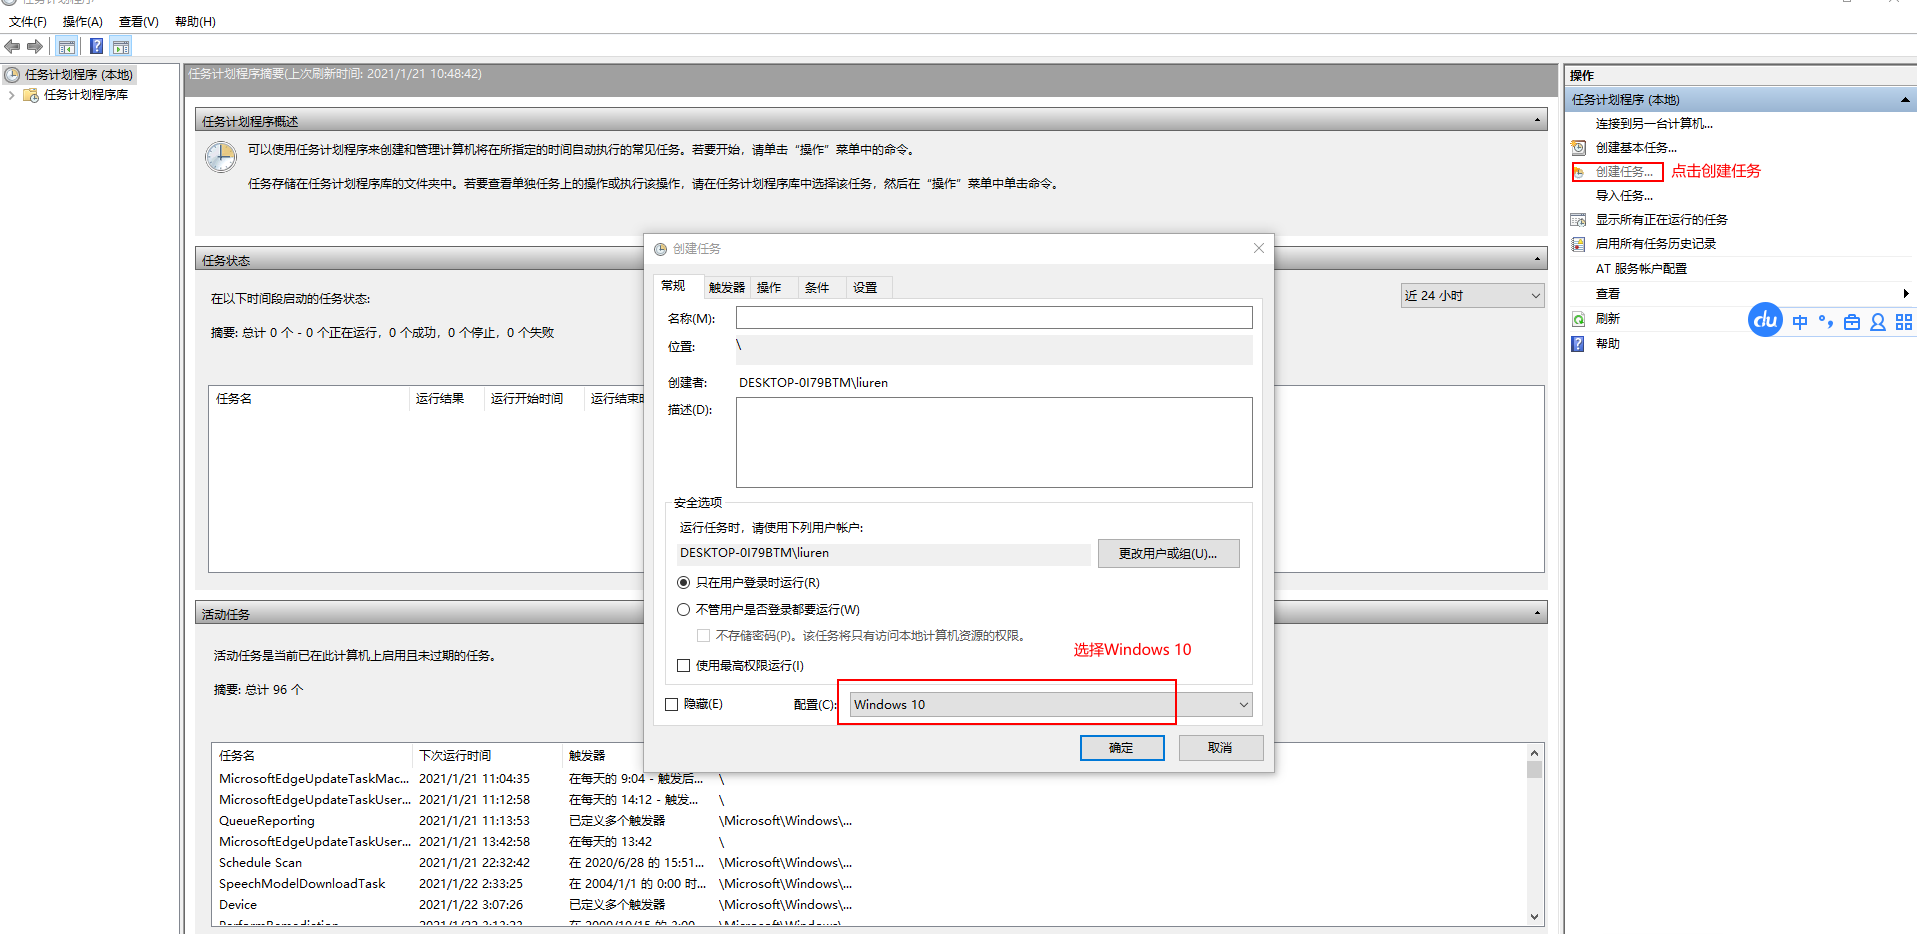 任务计划程序
文件(F) 操作(A) 查看(V) 帮助(H)
任务计划程序 (本地)
任务计划程序库
任务计划程序摘要(上次刷新时间: 2021/1/21 10:48:42)
任务计划程序概述
可以使用任务计划程序来创建和管理计算机将在所指定的时间自动执行的常见任务。若要开始，请单击“操作”菜单中的命令。
任务存储在任务计划程序库的文件夹中。若要查看单独任务上的操作或执行该操作，请在任务计划程序库中选择该任务，然后在“操作”菜单中单击命令。
任务状态
在以下时间段启动的任务状态:
近 24 小时
摘要: 总计 0 个 - 0 个正在运行，0 个成功，0 个停止，0 个失败
任务名 运行结果 运行开始时间 运行结束
活动任务
活动任务是当前已在此计算机上启用且未过期的任务。
摘要: 总计 96 个
任务名 下次运行时间 触发器
MicrosoftEdgeUpdateTaskMac... 2021/1/21 11:04:35 在每天的 9:04 - 触发后... \
MicrosoftEdgeUpdateTaskUser... 2021/1/21 11:12:58 在每天的 14:12 - 触发... \
QueueReporting 2021/1/21 11:13:53 已定义多个触发器 \Microsoft\Windows\...
MicrosoftEdgeUpdateTaskUser... 2021/1/21 13:42:58 在每天的 13:42 \
Schedule Scan 2021/1/21 22:32:42 在 2020/6/28 的 15:51... \Microsoft\Windows\...
SpeechModelDownloadTask 2021/1/22 2:33:25 在 2004/1/1 的 0:00 时... \Microsoft\Windows\...
Device 2021/1/22 3:07:26 已定义多个触发器 \Microsoft\Windows\...
创建任务
常规 触发器 操作 条件 设置
名称(M):
位置: \
创建者: DESKTOP-0I79BTM\liuren
描述(D):
安全选项
运行任务时，请使用下列用户帐户:
DESKTOP-0I79BTM\liuren 更改用户或组(U)...
只在用户登录时运行(R)
不管用户是否登录都要运行(W)
不存储密码(P)。该任务将只有访问本地计算机资源的权限。
选择Windows 10
使用最高权限运行(I)
隐藏(E) 配置(C): Windows 10
确定 取消
操作
任务计划程序 (本地)
连接到另一台计算机...
创建基本任务...
创建任务... 点击创建任务
导入任务...
显示所有正在运行的任务
启用所有任务历史记录
AT 服务帐户配置
查看
刷新
帮助
du 中